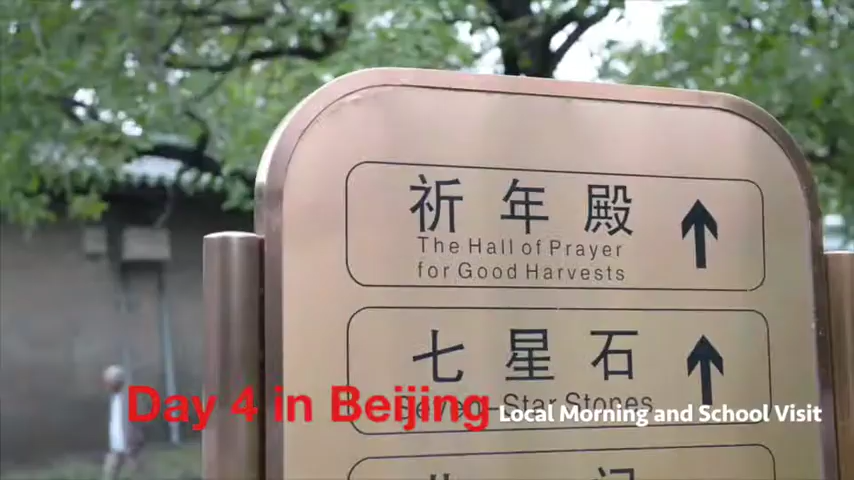 祈年殿
The Hall of Prayer
for Good Harvests
七星石
Seven-Star Stones
Day 4 in Beijing
Local Morning and School Visit